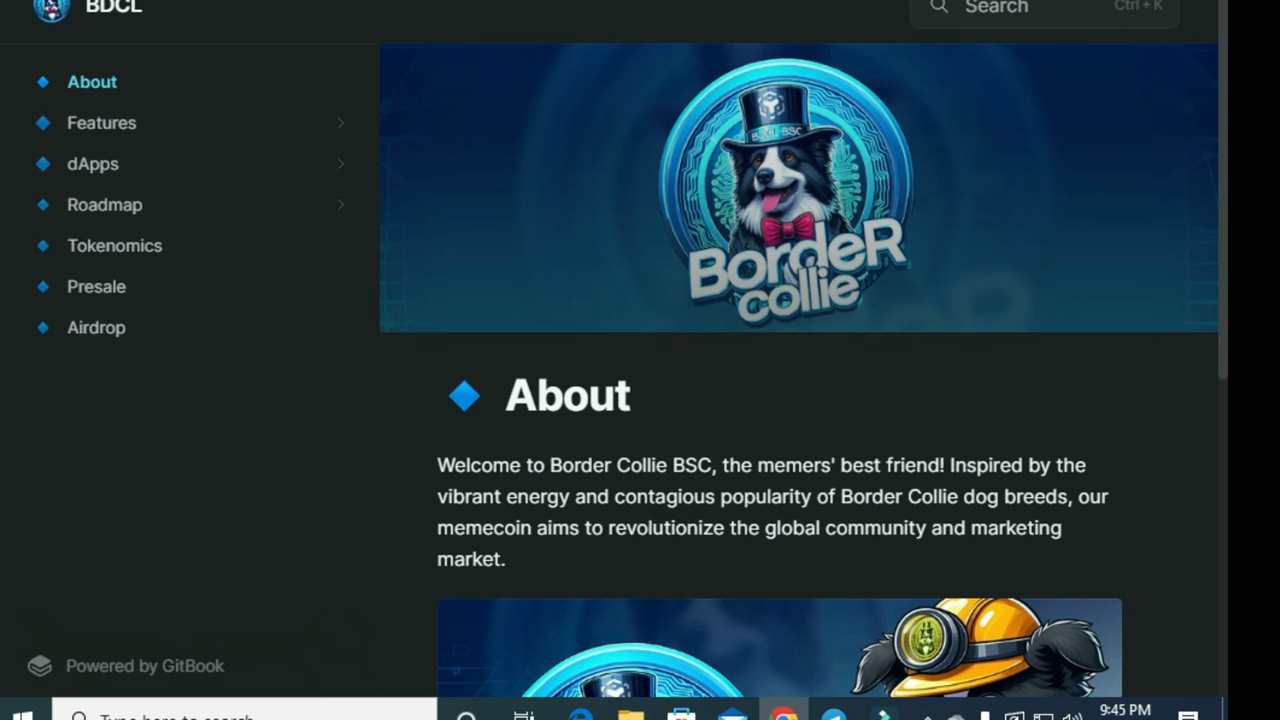 BDCL
Search
Ctrl + K
About
Features
dApps
Roadmap
Tokenomics
Presale
Airdrop
BSC
BordeR
collie
About
Welcome to Border Collie BSC, the memers' best friend! Inspired by the
vibrant energy and contagious popularity of Border Collie dog breeds, our
memecoin aims to revolutionize the global community and marketing
market.
Powered by GitBook
Type here to search
9:45 PM